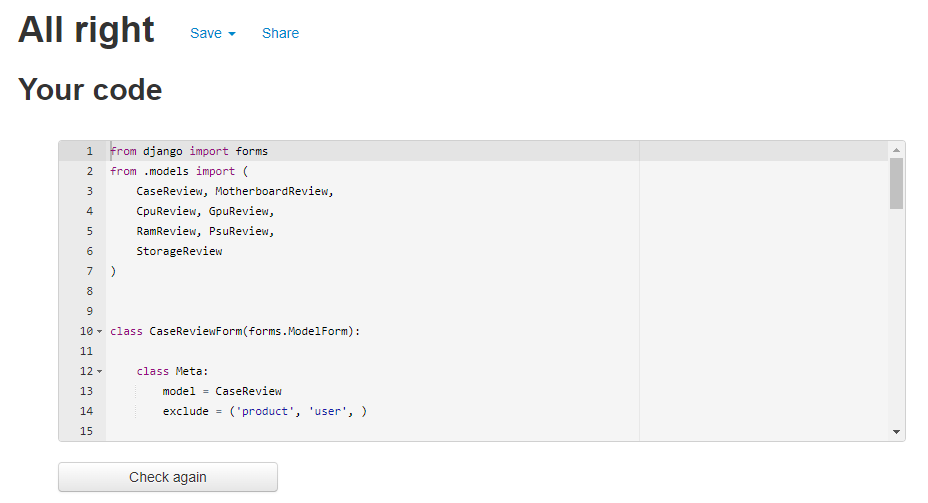 All right Save Share
Your code
1 from django import forms
2 from .models import (
3 CaseReview, MotherboardReview,
4 CpuReview, GpuReview,
5 RamReview, PsuReview,
6 StorageReview
7 )
8
9
10 class CaseReviewForm(forms.ModelForm):
11
12 class Meta:
13 model = CaseReview
14 exclude = ('product', 'user', )
15
Check again